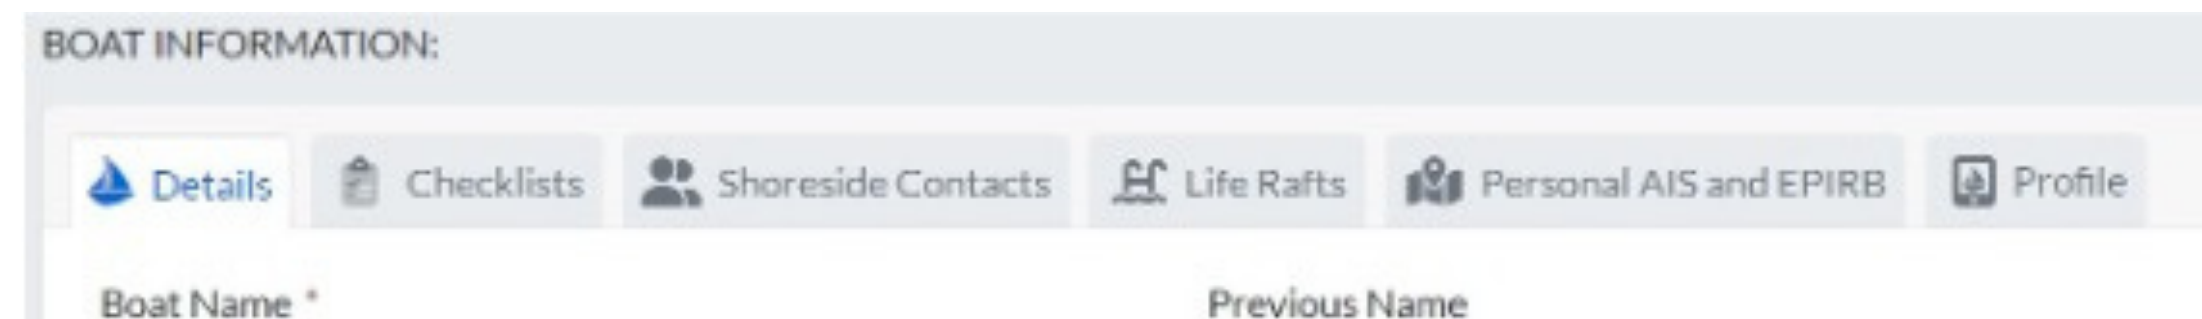 BOAT INFORMATION:
Details Checklists Shoreside Contacts Life Rafts Personal AIS and EPIRB Profile
Boat Name * Previous Name